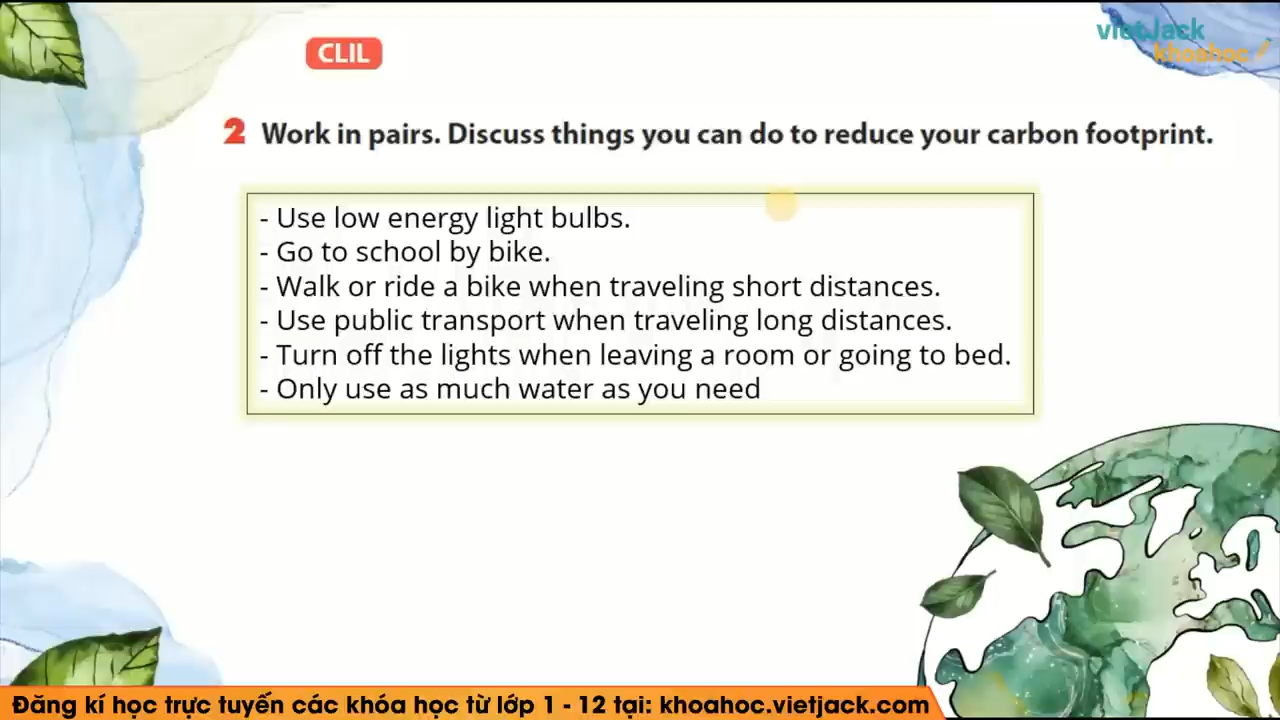 CLIL
vietJack
khoahoc
2 Work in pairs. Discuss things you can do to reduce your carbon footprint.
- Use low energy light bulbs.
- Go to school by bike.
- Walk or ride a bike when traveling short distances.
- Use public transport when traveling long distances.
- Turn off the lights when leaving a room or going to bed.
- Only use as much water as you need
Đăng kí học trực tuyến các khóa học từ lớp 1 - 12 tại: khoahoc.vietjack.com